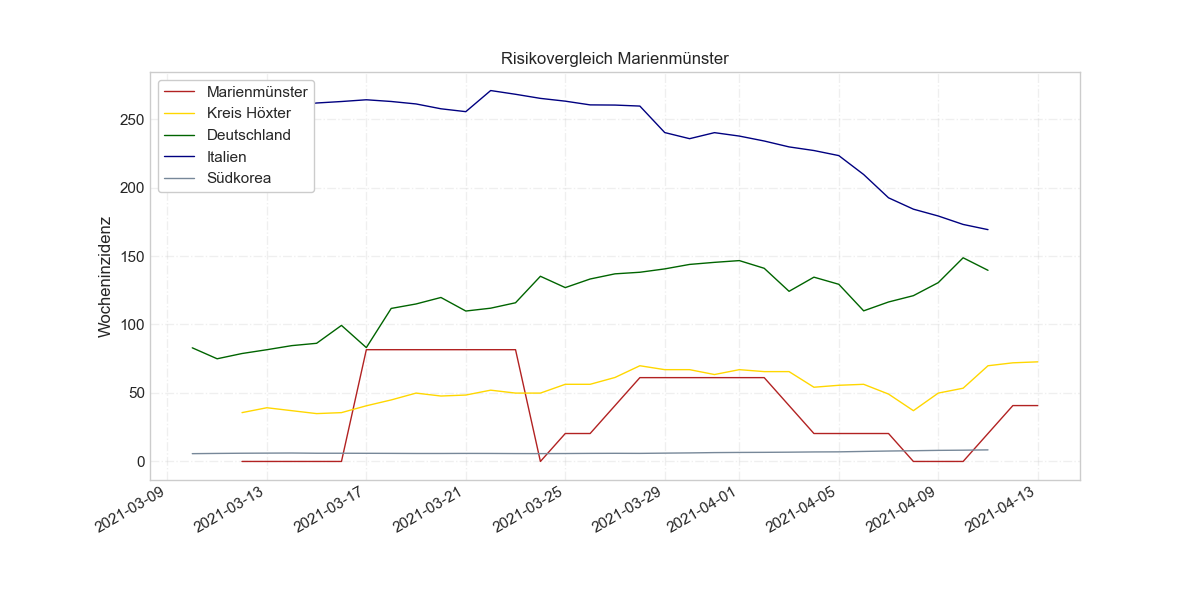 Risikovergleich Marienmünster
Marienmünster
Kreis Höxter
Deutschland
Italien
Südkorea
Wocheninzidenz
250
200
150
100
50
0
2021-03-09
2021-03-13
2021-03-17
2021-03-21
2021-03-25
2021-03-29
2021-04-01
2021-04-05
2021-04-09
2021-04-13